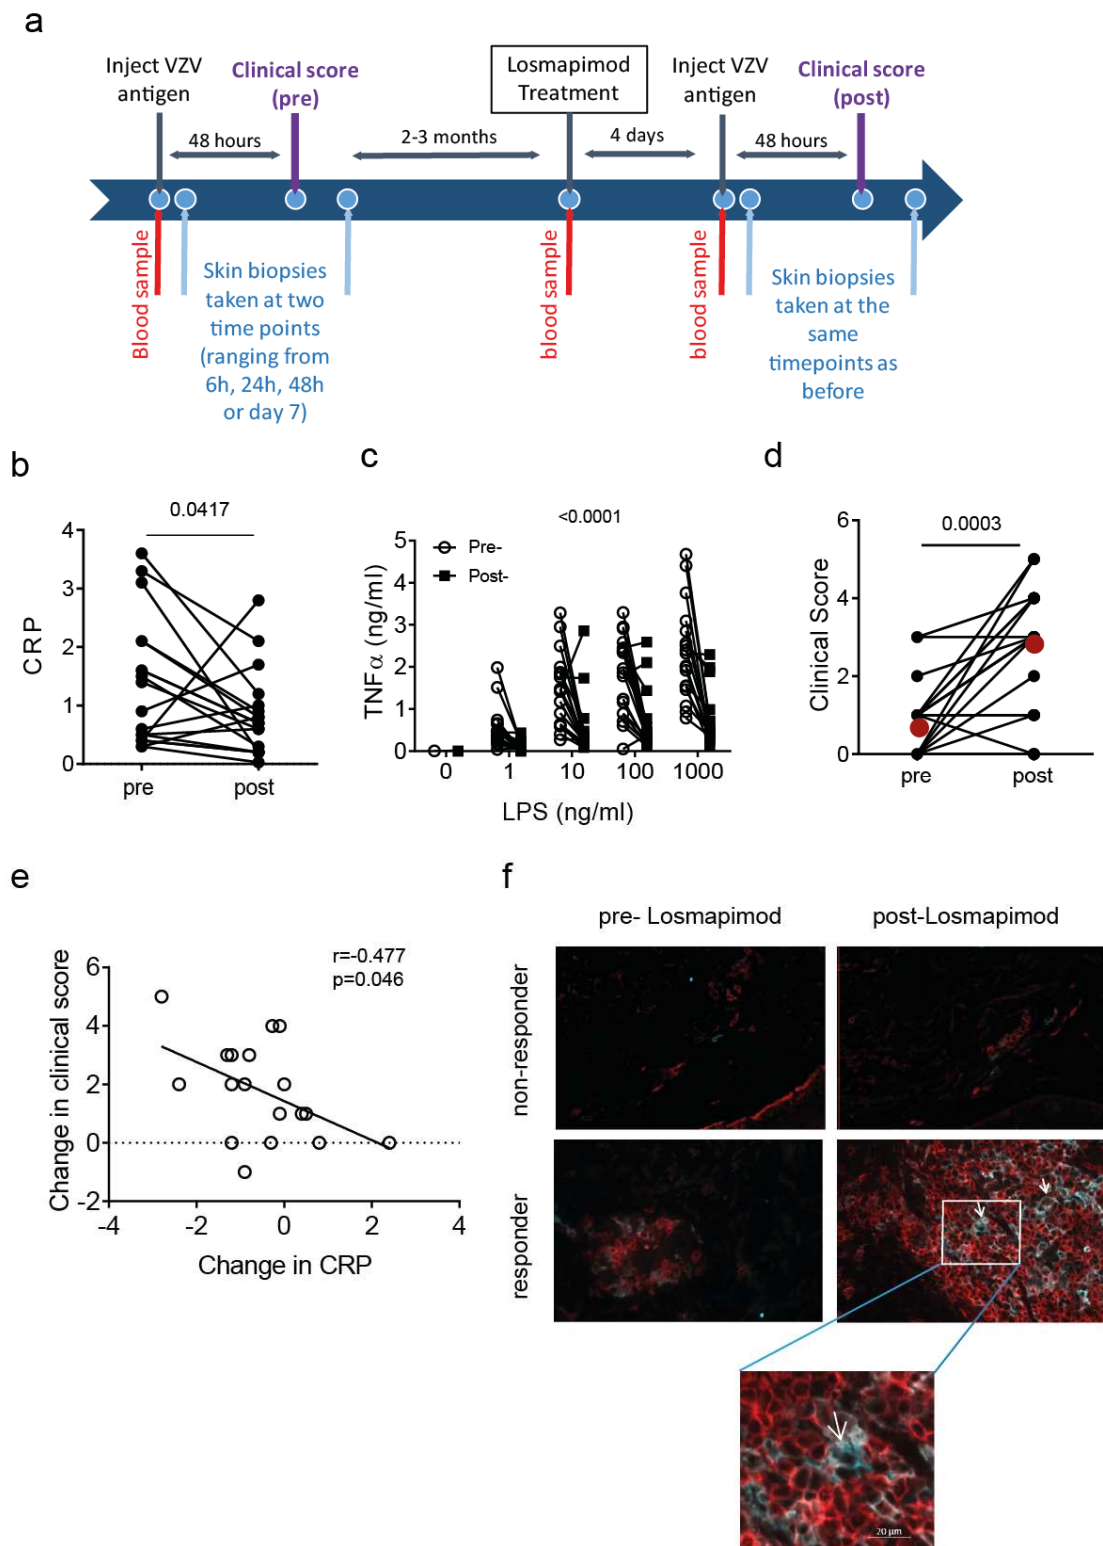 a
Inject VZV
antigen
Clinical score
(pre)
Losmapimod
Treatment
Inject VZV
antigen
Clinical score
(post)
48 hours
2-3 months
4 days
48 hours
Blood sample
Skin biopsies
taken at two
time points
(ranging from
6h, 24h, 48h
or day 7)
blood sample
blood sample
Skin biopsies
taken at the
same
timepoints as
before
b
0.0417
CRP
4
3
2
1
0
pre
post
c
<0.0001
Pre-
Post-
TNFα (ng/ml)
5
4
3
2
1
0
0
1
10
100
1000
LPS (ng/ml)
d
0.0003
Clinical Score
6
4
2
0
pre
post
e
r=-0.477
p=0.046
Change in clinical score
6
4
2
0
-2
-4
-2
0
2
4
Change in CRP
f
pre- Losmapimod
post-Losmapimod
non-responder
responder
20 μm